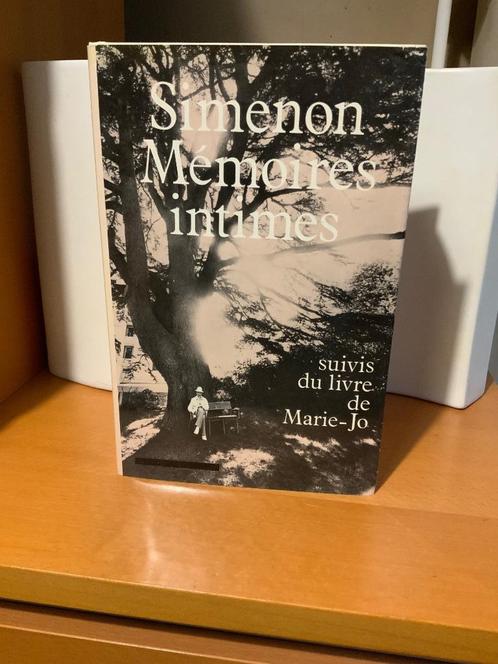 Simenon
Mémoires
intimes
suivis
du livre
de
Marie-Jo